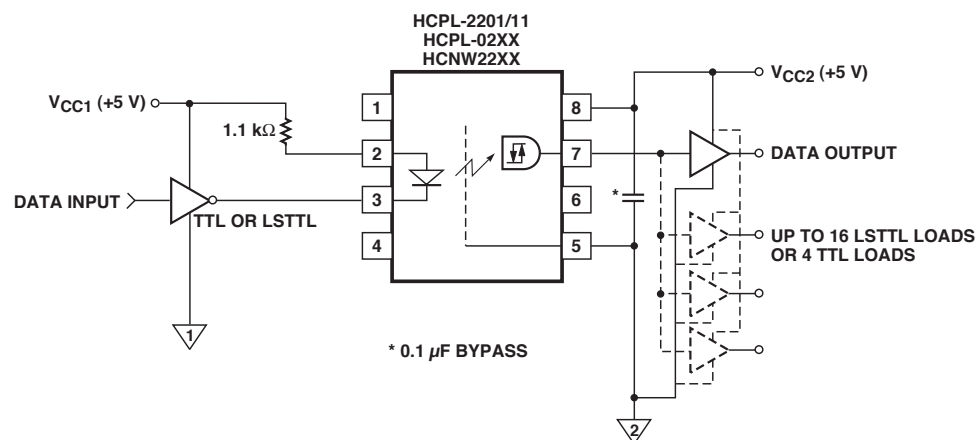 HCPL-2201/11
HCPL-02XX
HCNW22XX
VCC1 (+5 V)
1.1 kΩ
DATA INPUT
TTL OR LSTTL
1
1
2
3
4
8
7
6
5
*
VCC2 (+5 V)
DATA OUTPUT
UP TO 16 LSTTL LOADS
OR 4 TTL LOADS
* 0.1 µF BYPASS
2